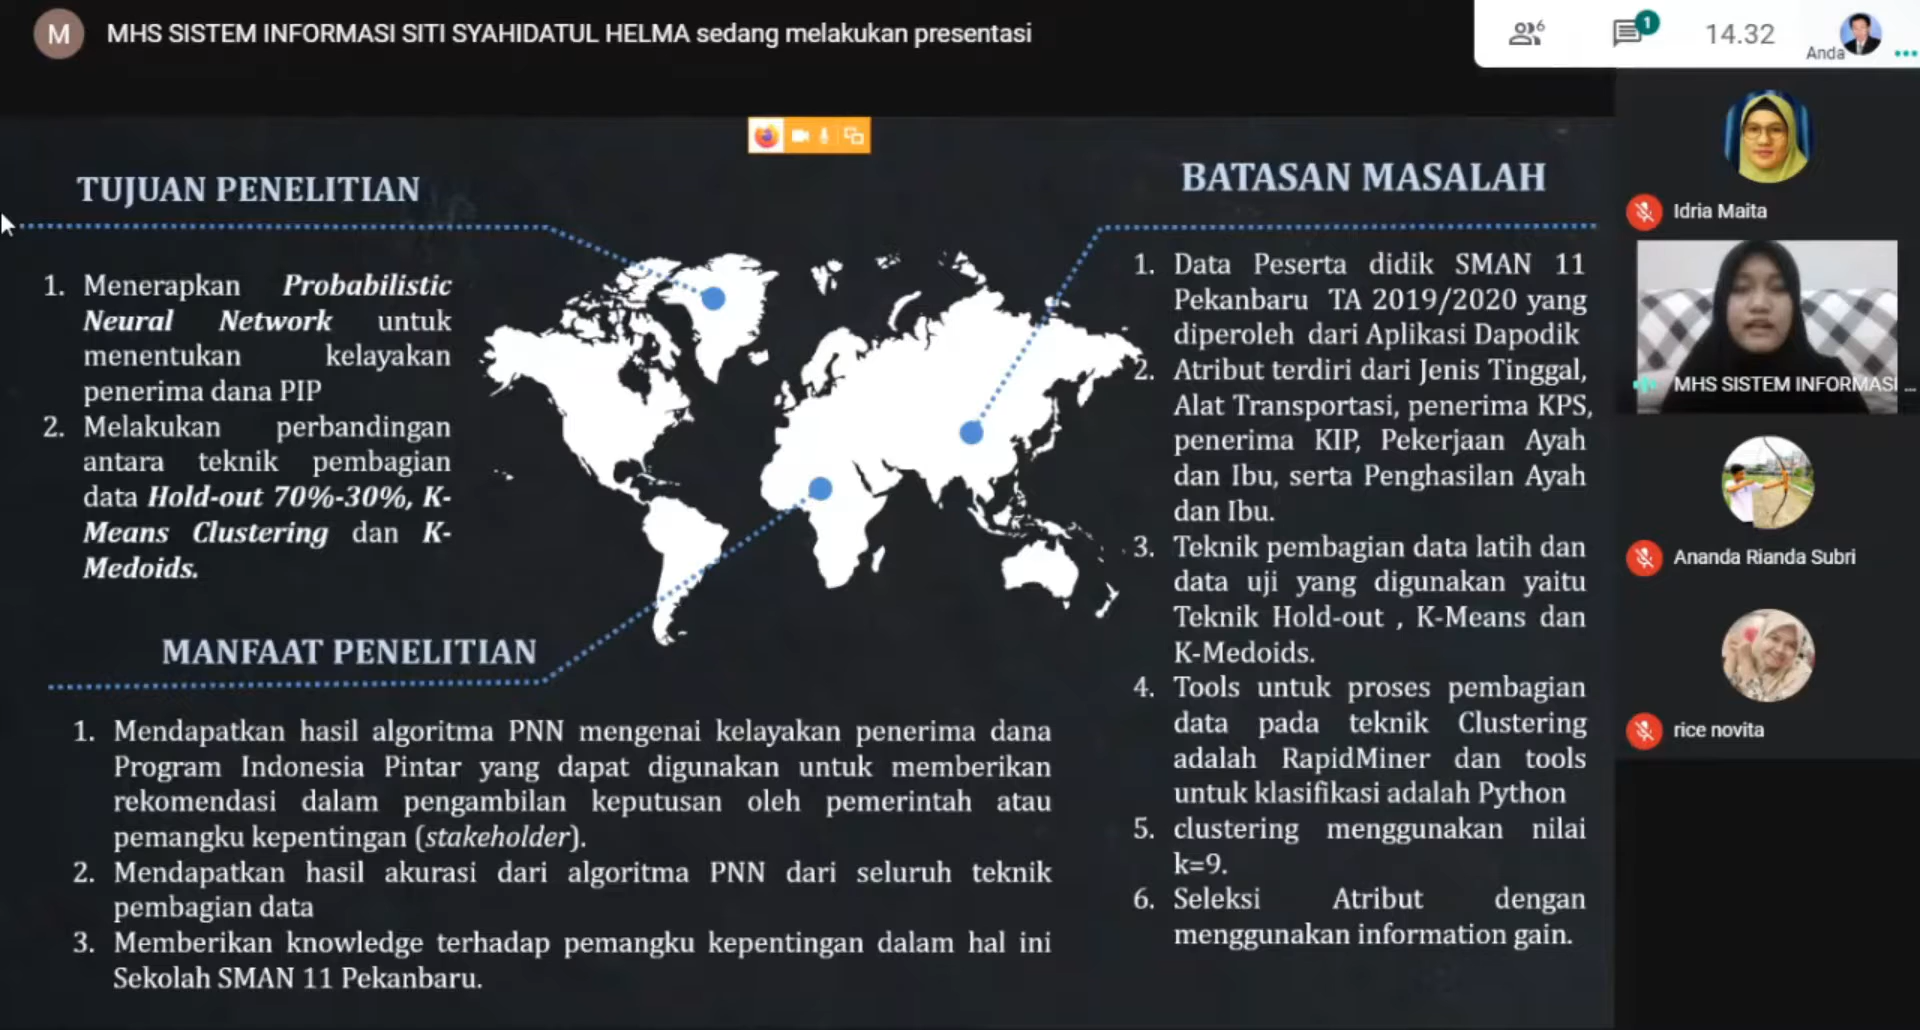 M
MHS SISTEM INFORMASI SITI SYAHIDATUL HELMA sedang melakukan presentasi
6
1
14.32
Anda
TUJUAN PENELITIAN
1. Menerapkan Probabilistic
Neural Network untuk
menentukan kelayakan
penerima dana PIP
2. Melakukan perbandingan
antara teknik pembagian
data Hold-out 70%-30%, K-
Means Clustering dan K-
Medoids.
MANFAAT PENELITIAN
1. Mendapatkan hasil algoritma PNN mengenai kelayakan penerima dana
Program Indonesia Pintar yang dapat digunakan untuk memberikan
rekomendasi dalam pengambilan keputusan oleh pemerintah atau
pemangku kepentingan (stakeholder).
2. Mendapatkan hasil akurasi dari algoritma PNN dari seluruh teknik
pembagian data
3. Memberikan knowledge terhadap pemangku kepentingan dalam hal ini
Sekolah SMAN 11 Pekanbaru.
BATASAN MASALAH
1. Data Peserta didik SMAN 11
Pekanbaru TA 2019/2020 yang
diperoleh dari Aplikasi Dapodik
2. Atribut terdiri dari Jenis Tinggal,
Alat Transportasi, penerima KPS,
penerima KIP, Pekerjaan Ayah
dan Ibu, serta Penghasilan Ayah
dan Ibu.
3. Teknik pembagian data latih dan
data uji yang digunakan yaitu
Teknik Hold-out , K-Means dan
K-Medoids.
4. Tools untuk proses pembagian
data pada teknik Clustering
adalah RapidMiner dan tools
untuk klasifikasi adalah Python
5. clustering menggunakan nilai
k=9.
6. Seleksi Atribut dengan
menggunakan information gain.
Idria Maita
MHS SISTEM INFORMASI ...
Ananda Rianda Subri
rice novita